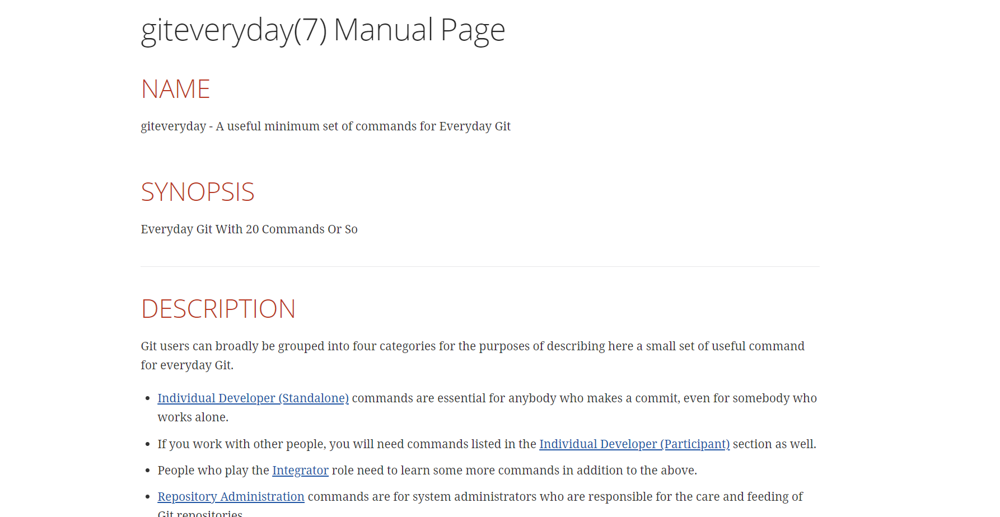 giteveryday(7) Manual Page
NAME
giteveryday - A useful minimum set of commands for Everyday Git
SYNOPSIS
Everyday Git With 20 Commands Or So
DESCRIPTION
Git users can broadly be grouped into four categories for the purposes of describing here a small set of useful command
for everyday Git.
• Individual Developer (Standalone) commands are essential for anybody who makes a commit, even for somebody who
works alone.
• If you work with other people, you will need commands listed in the Individual Developer (Participant) section as well.
• People who play the Integrator role need to learn some more commands in addition to the above.
• Repository Administration commands are for system administrators who are responsible for the care and feeding of
Git repositories.